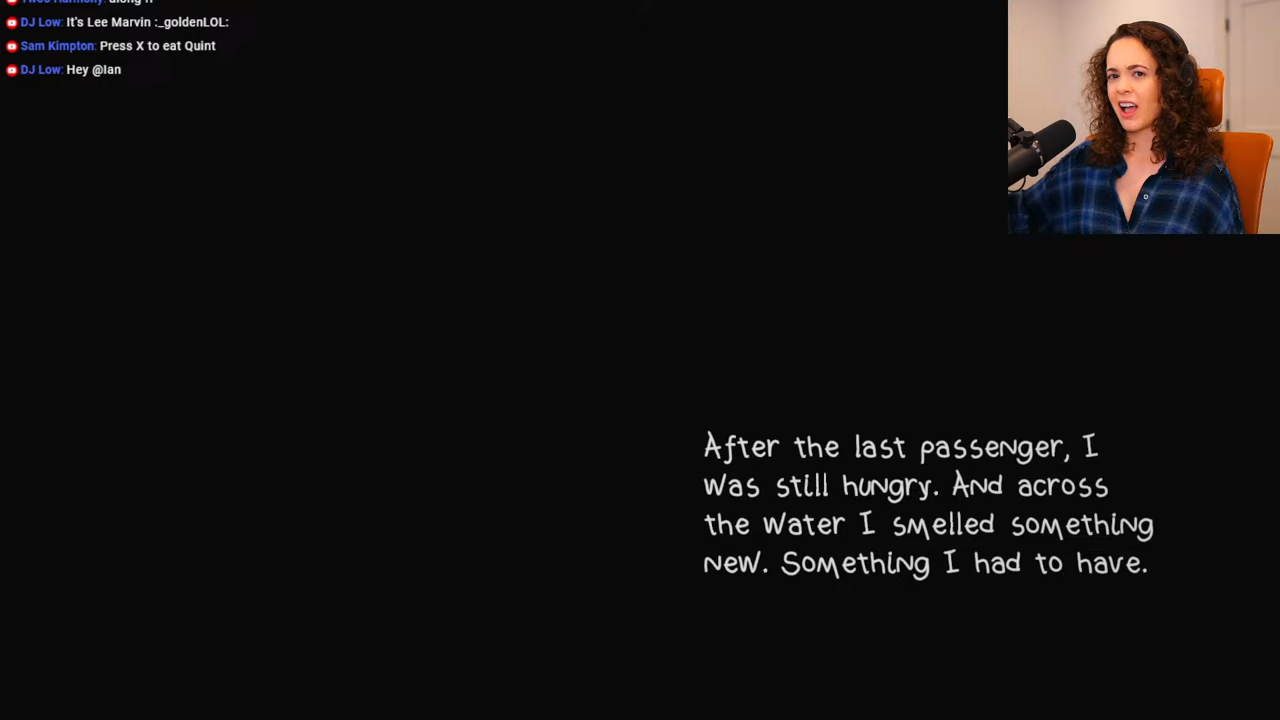 along !!
DJ Low: It's Lee Marvin :_goldenLOL:
Sam Kimpton: Press X to eat Quint
DJ Low: Hey @Ian
After the last passenger, I
was still hungry. And across
the water I smelled something
new. Something I had to have.